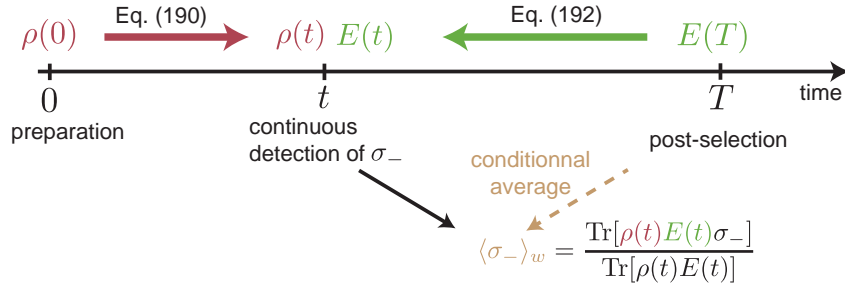 Eq. (190)
Eq. (192)
ρ(0)
ρ(t) E(t)
E(T)
0
t
T
time
preparation
continuous
detection of σ₋
post-selection
conditionnal
average
⟨σ₋⟩_w = Tr[ρ(t)E(t)σ₋] / Tr[ρ(t)E(t)]